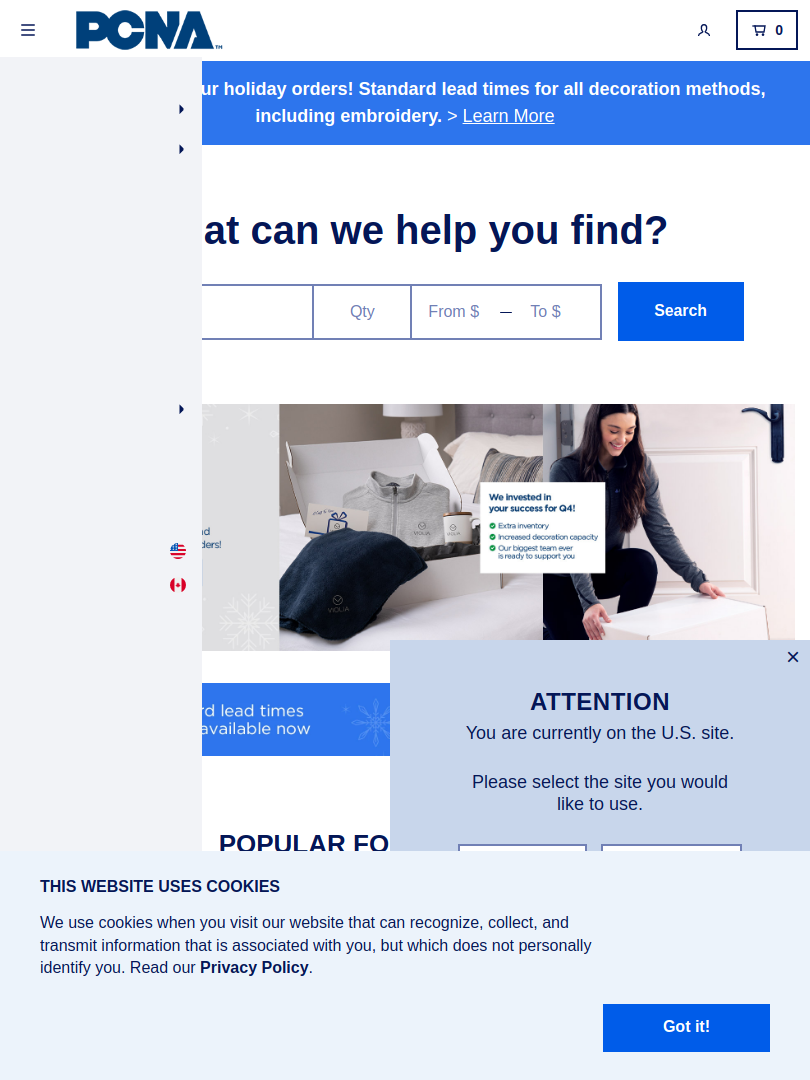 PCNA™
0
ur holiday orders! Standard lead times for all decoration methods,
including embroidery. > Learn More
at can we help you find?
Qty
From $ — To $
Search
We invested in
your success for Q4!
Extra inventory
Increased decoration capacity
Our biggest team ever
is ready to support you
ders!
VIOLIA
VIOLIA
VIOLIA
rd lead times
available now
×
ATTENTION
You are currently on the U.S. site.
Please select the site you would
like to use.
POPULAR FO
THIS WEBSITE USES COOKIES
We use cookies when you visit our website that can recognize, collect, and
transmit information that is associated with you, but which does not personally
identify you. Read our Privacy Policy.
Got it!